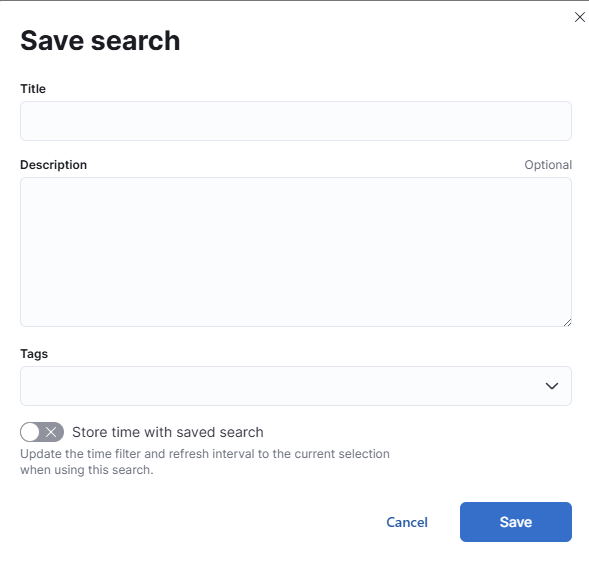 Save search
Title
Description Optional
Tags
Store time with saved search
Update the time filter and refresh interval to the current selection
when using this search.
Cancel Save